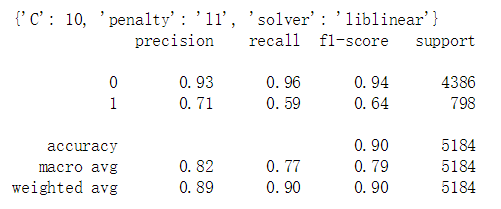 {'C': 10, 'penalty': 'l1', 'solver': 'liblinear'}
precision recall f1-score support
0 0.93 0.96 0.94 4386
1 0.71 0.59 0.64 798
accuracy 0.90 5184
macro avg 0.82 0.77 0.79 5184
weighted avg 0.89 0.90 0.90 5184